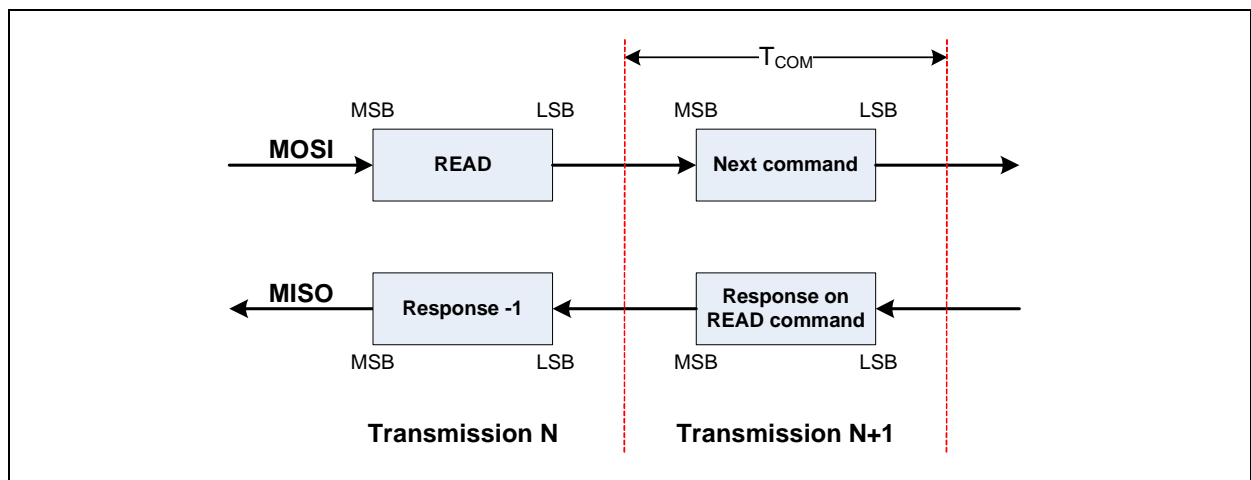 T_COM
MSB LSB MSB LSB
MOSI READ Next command
MISO Response -1 Response on
READ command
MSB LSB MSB LSB
Transmission N Transmission N+1